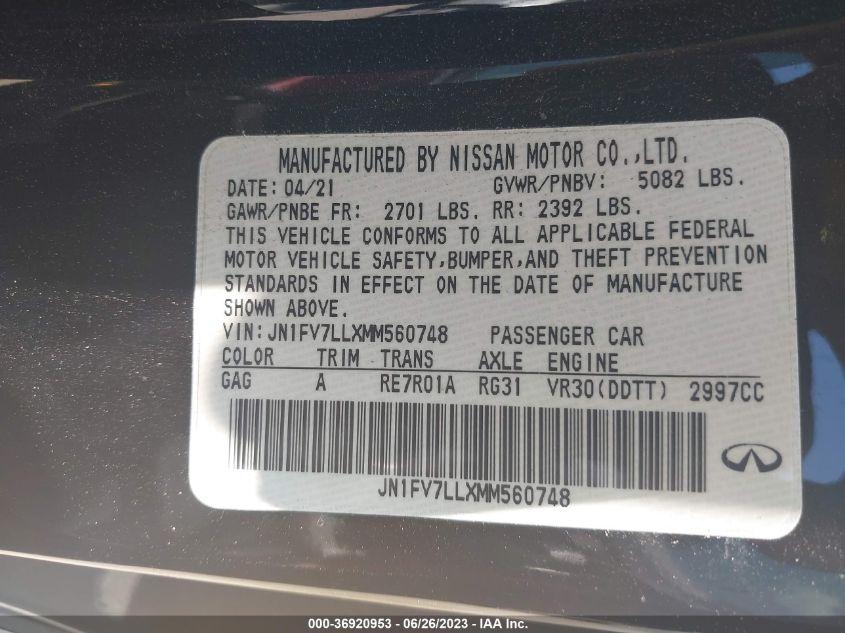 MANUFACTURED BY NISSAN MOTOR CO.,LTD.
DATE: 04/21 GVWR/PNBV: 5082 LBS.
GAWR/PNBE FR: 2701 LBS. RR: 2392 LBS.
THIS VEHICLE CONFORMS TO ALL APPLICABLE FEDERAL
MOTOR VEHICLE SAFETY,BUMPER,AND THEFT PREVENTION
STANDARDS IN EFFECT ON THE DATE OF MANUFACTURE
SHOWN ABOVE.
VIN:JN1FV7LLXMM560748 PASSENGER CAR
COLOR TRIM TRANS AXLE ENGINE
GAG A RE7R01A RG31 VR30(DDTT) 2997CC
JN1FV7LLXMM560748
000-36920953 - 06/26/2023 - IAA Inc.